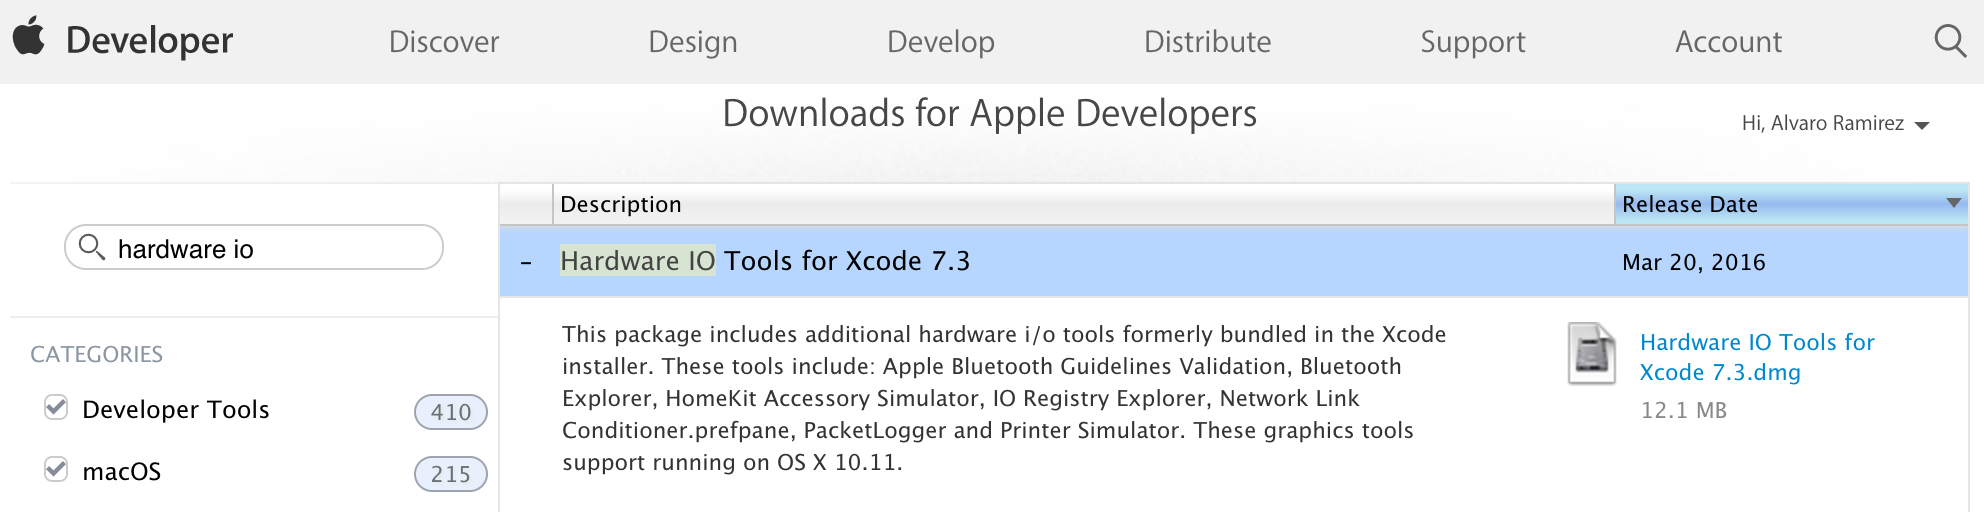 Developer Discover Design Develop Distribute Support Account
Downloads for Apple Developers
Hi, Alvaro Ramirez
hardware io
CATEGORIES
Developer Tools 410
macOS 215
Description Release Date
– Hardware IO Tools for Xcode 7.3 Mar 20, 2016
This package includes additional hardware i/o tools formerly bundled in the Xcode
installer. These tools include: Apple Bluetooth Guidelines Validation, Bluetooth
Explorer, HomeKit Accessory Simulator, IO Registry Explorer, Network Link
Conditioner.prefpane, PacketLogger and Printer Simulator. These graphics tools
support running on OS X 10.11.
Hardware IO Tools for
Xcode 7.3.dmg
12.1 MB